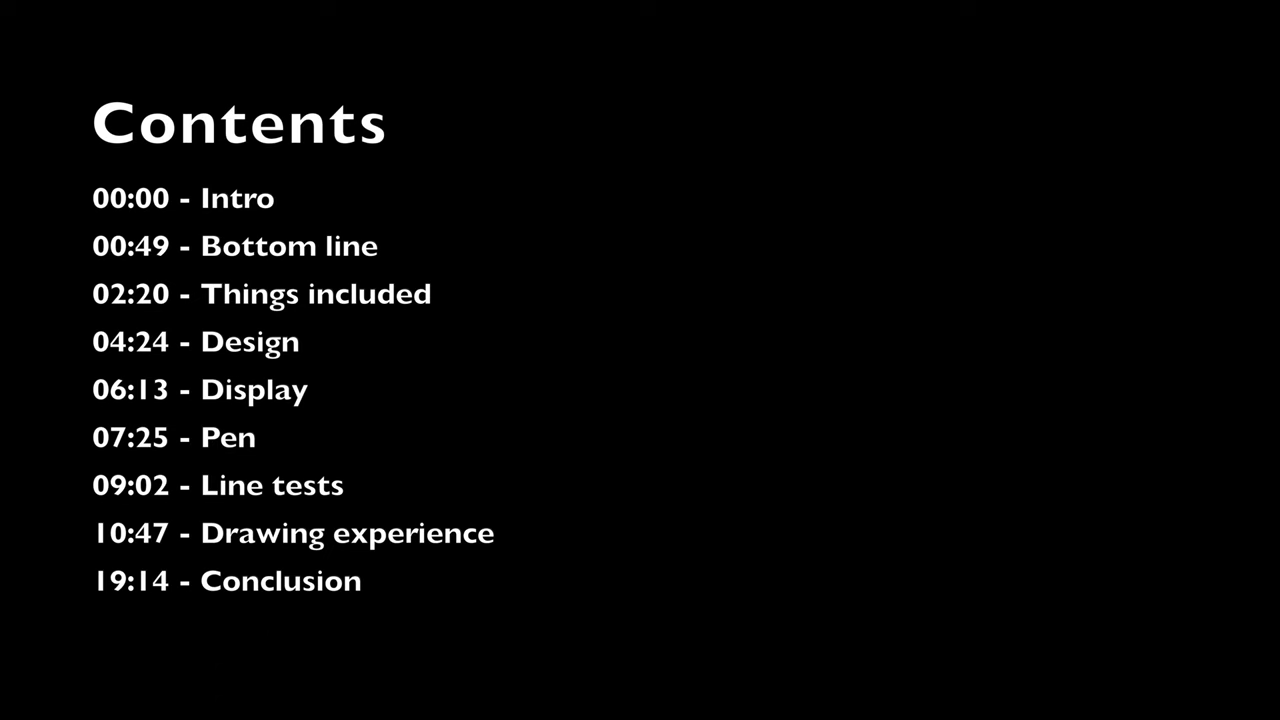 Contents
00:00 - Intro
00:49 - Bottom line
02:20 - Things included
04:24 - Design
06:13 - Display
07:25 - Pen
09:02 - Line tests
10:47 - Drawing experience
19:14 - Conclusion